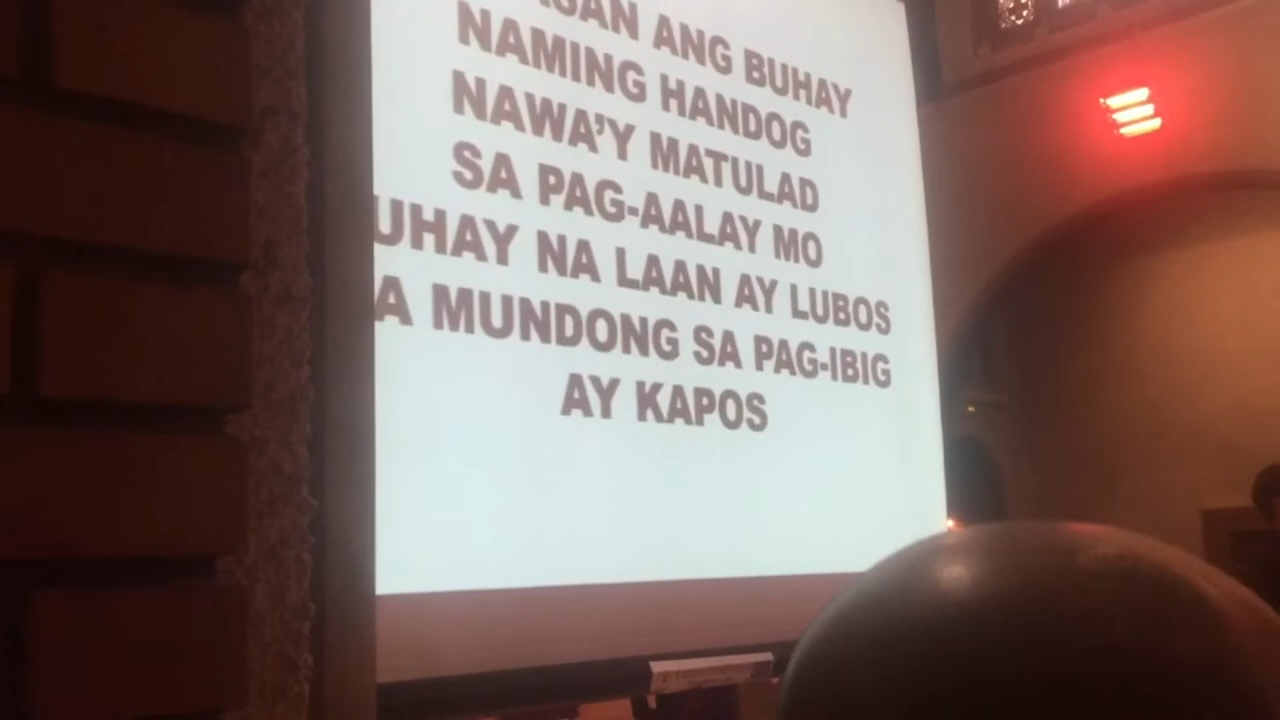 ANG BUHAY
NAMING HANDOG
NAWA'Y MATULAD
SA PAG-AALAY MO
UHAY NA LAAN AY LUBOS
A MUNDONG SA PAG-IBIG
AY KAPOS